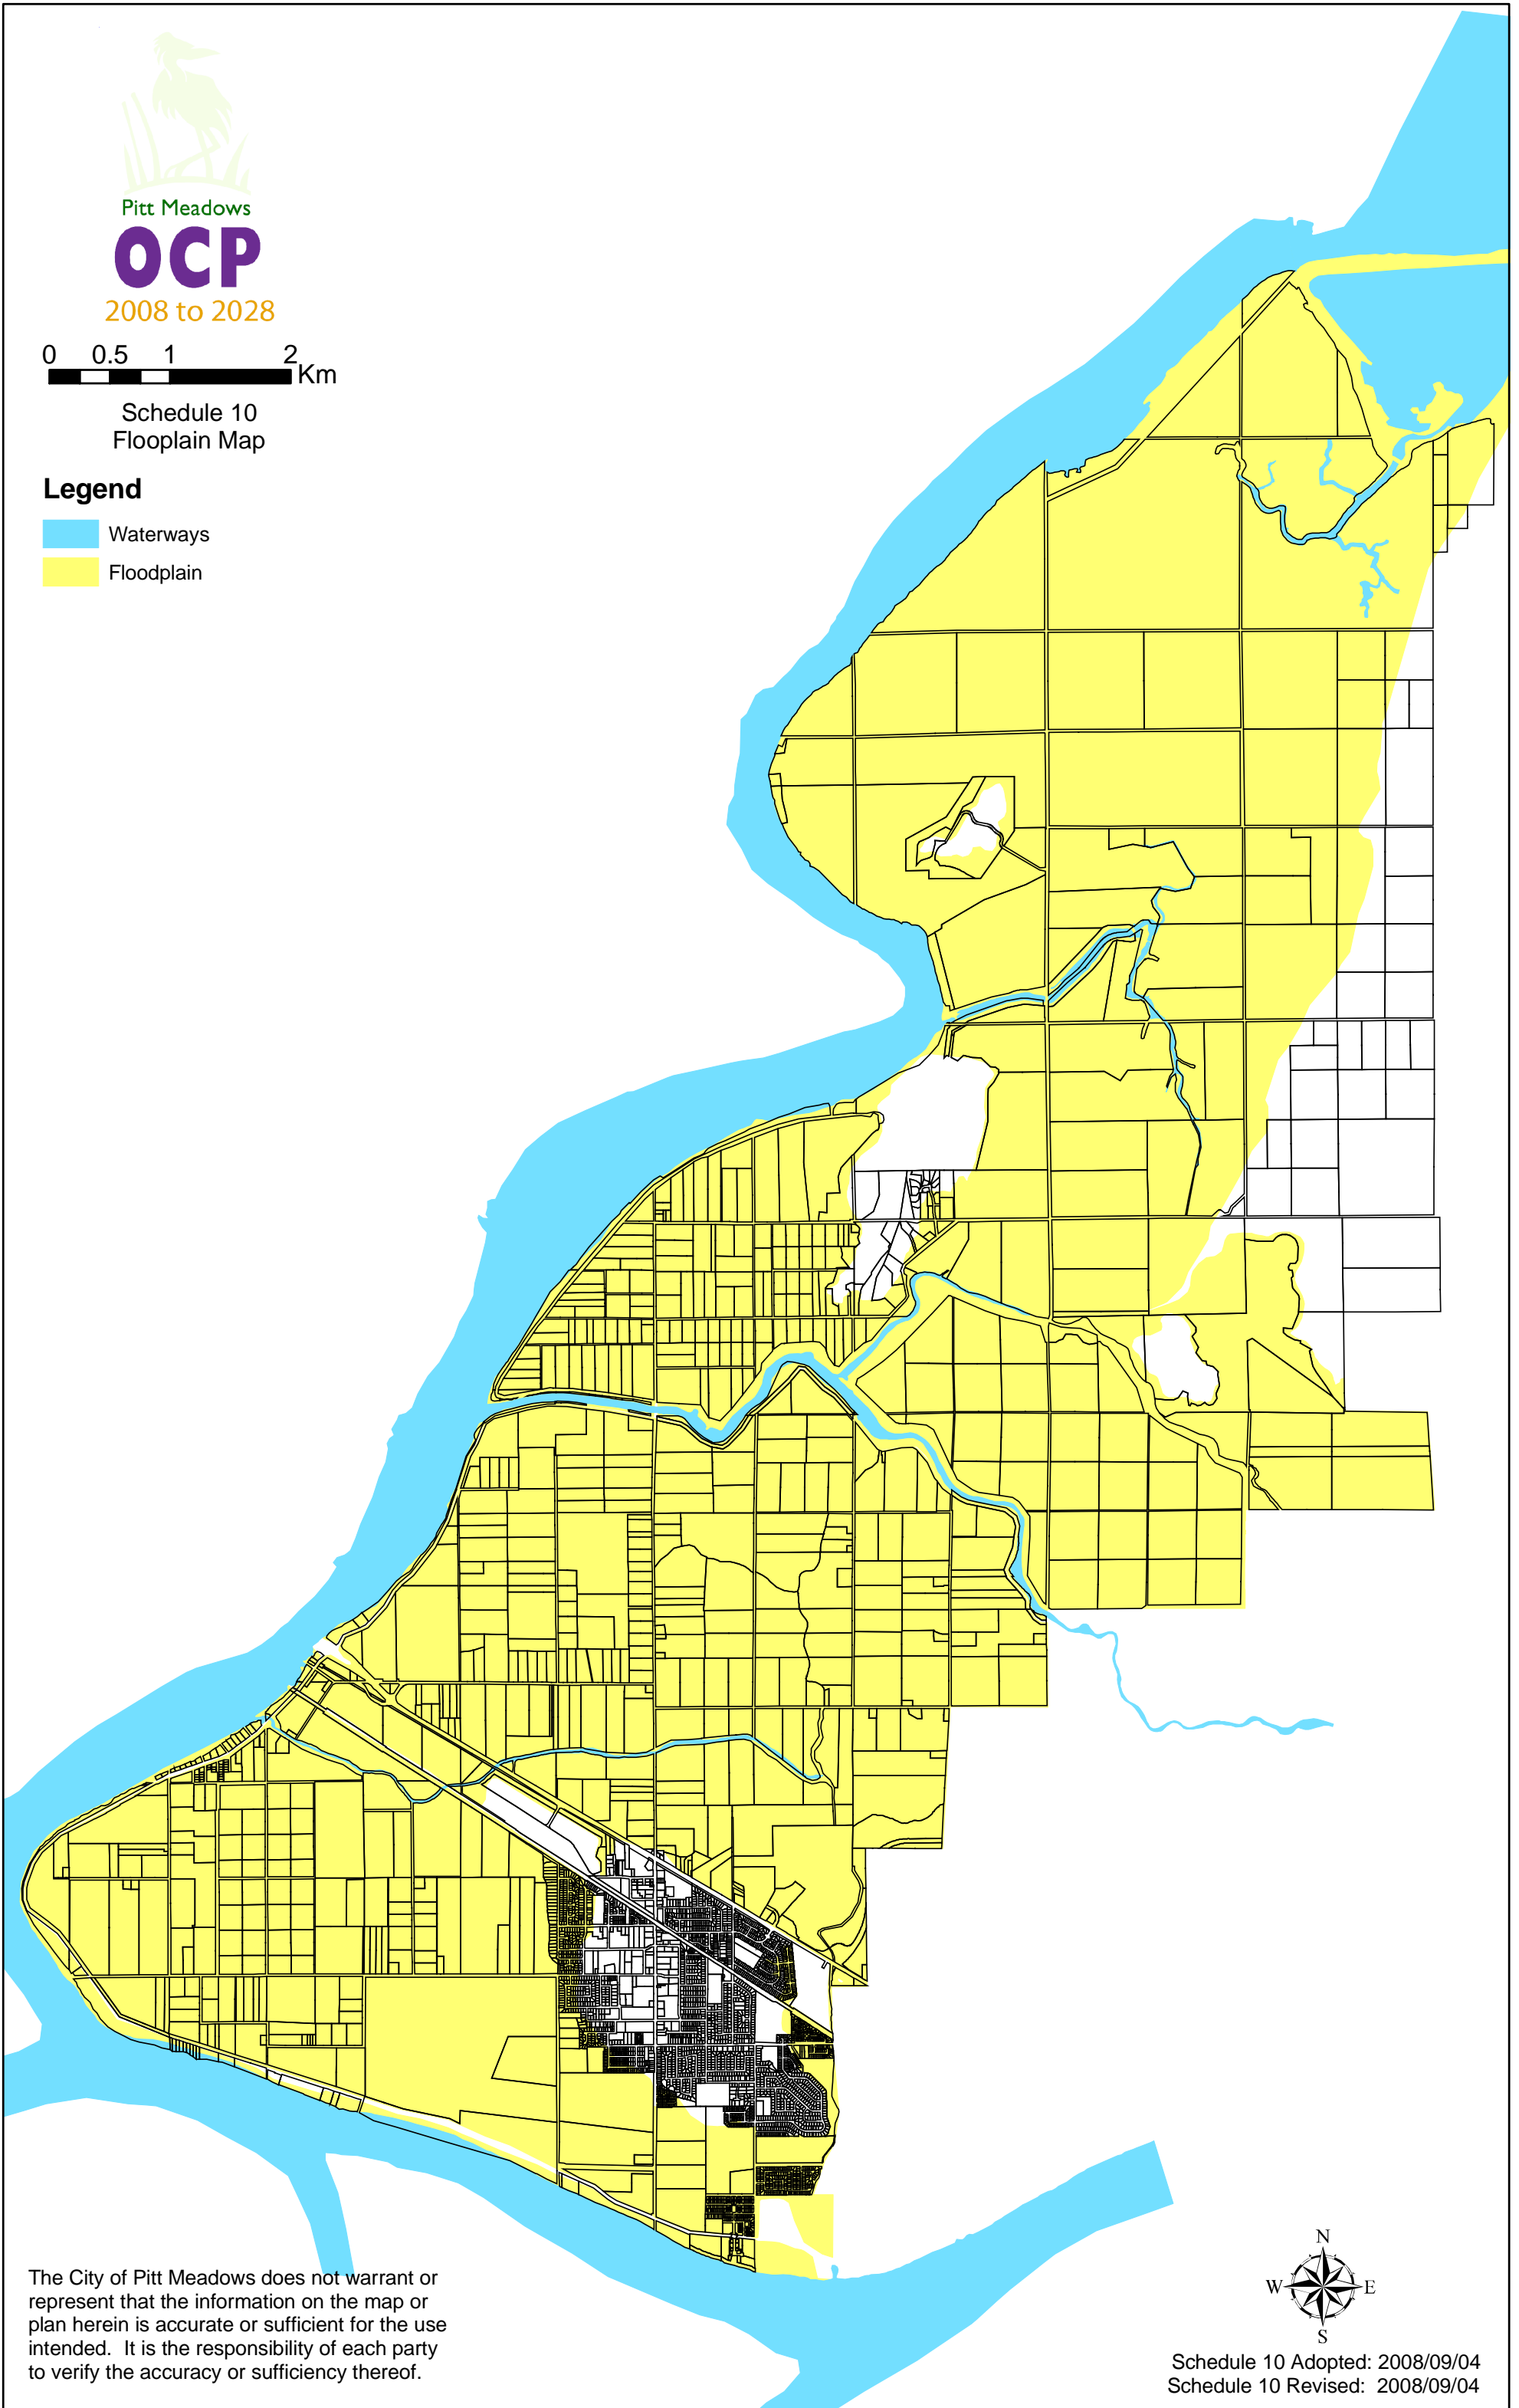 Pitt Meadows
OCP
2008 to 2028
0 0.5 1 2
Km
Schedule 10
Flooplain Map
Legend
Waterways
Floodplain
The City of Pitt Meadows does not warrant or
represent that the information on the map or
plan herein is accurate or sufficient for the use
intended. It is the responsibility of each party
to verify the accuracy or sufficiency thereof.
N
W E
S
Schedule 10 Adopted: 2008/09/04
Schedule 10 Revised: 2008/09/04